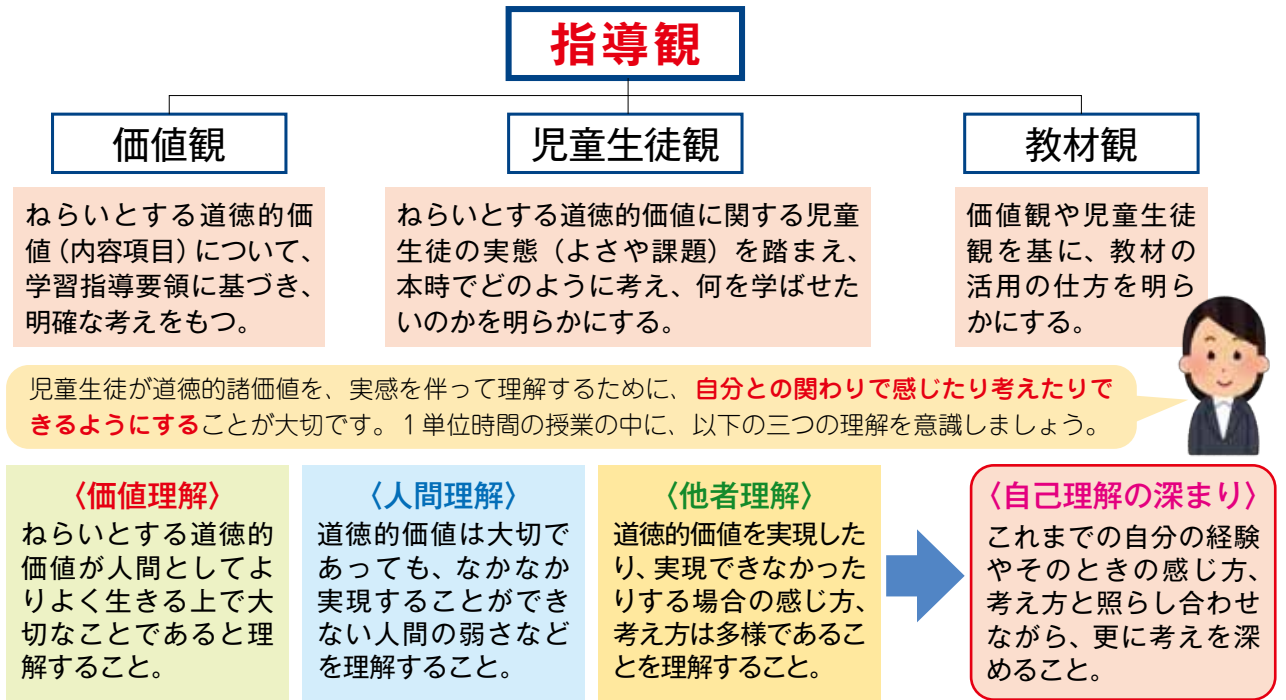 指導観
価値観
ねらいとする道徳的価
値（内容項目）について、
学習指導要領に基づき、
明確な考えをもつ。
児童生徒観
ねらいとする道徳的価値に関する児童
生徒の実態（よさや課題）を踏まえ、
本時でどのように考え、何を学ばせた
いのかを明らかにする。
教材観
価値観や児童生徒
観を基に、教材の
活用の仕方を明ら
かにする。
児童生徒が道徳的諸価値を、実感を伴って理解するために、自分との関わりで感じたり考えたりで
きるようにすることが大切です。１単位時間の授業の中に、以下の三つの理解を意識しましょう。
〈価値理解〉
ねらいとする道徳的
価値が人間としてよ
りよく生きる上で大
切なことであると理
解すること。
〈人間理解〉
道徳的価値は大切で
あっても、なかなか
実現することができ
ない人間の弱さなど
を理解すること。
〈他者理解〉
道徳的価値を実現した
り、実現できなかった
りする場合の感じ方、
考え方は多様であるこ
とを理解すること。
〈自己理解の深まり〉
これまでの自分の経験
やそのときの感じ方、
考え方と照らし合わせ
ながら、更に考えを深
めること。